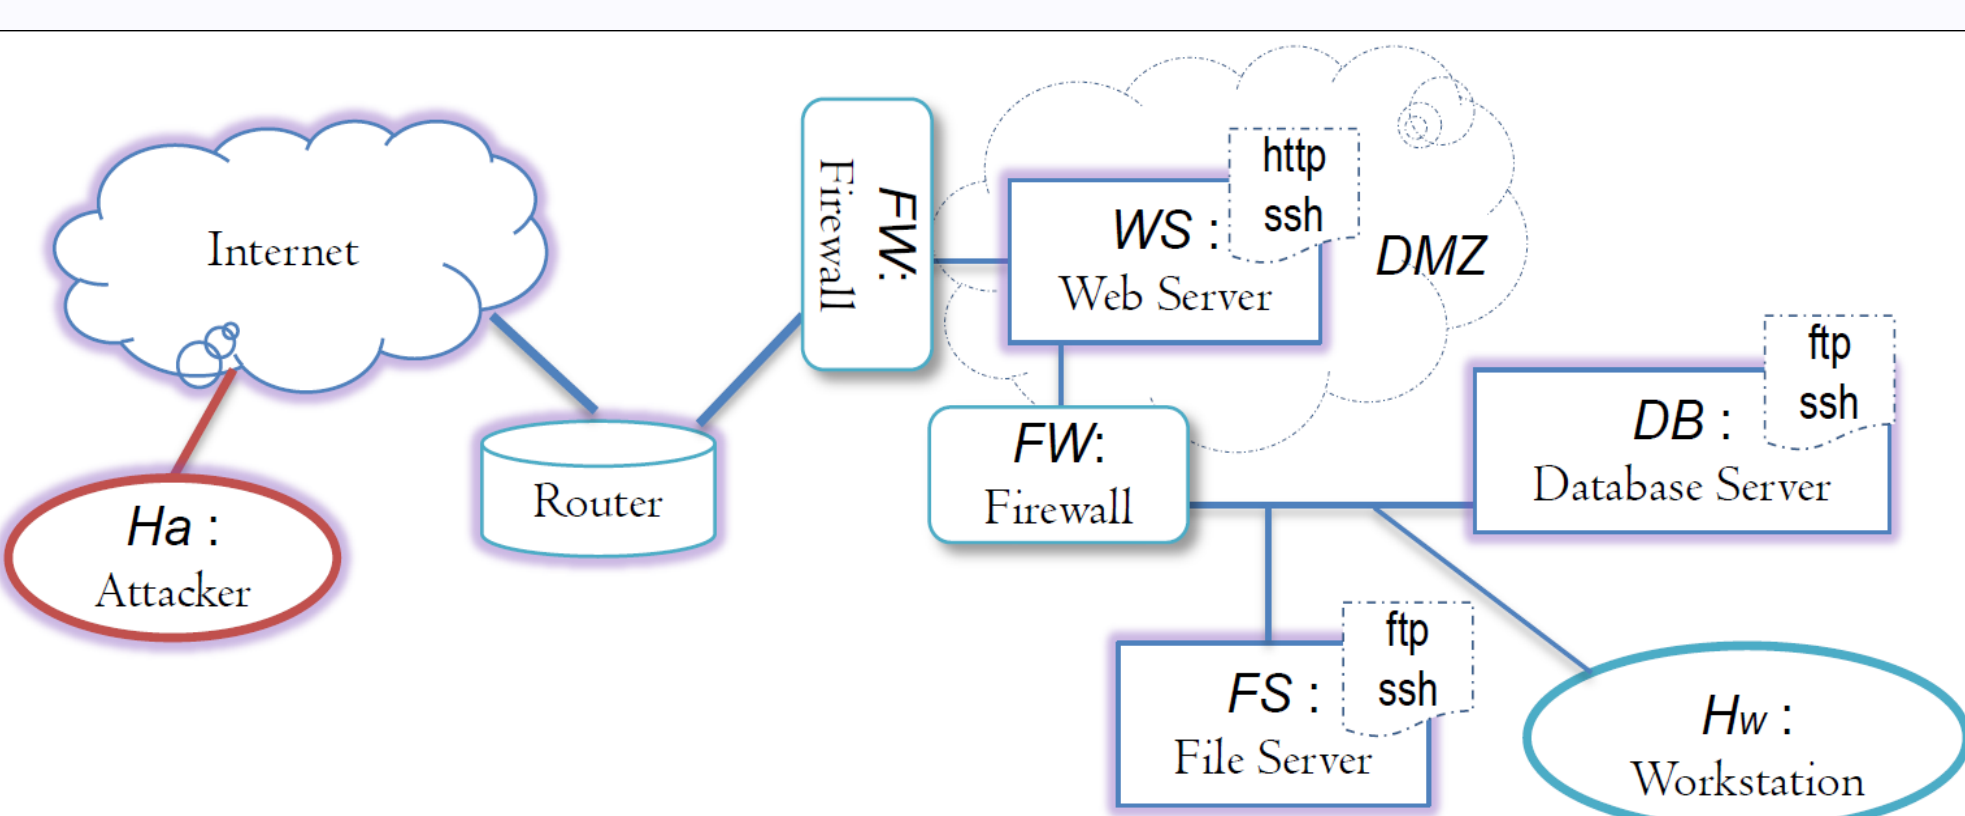 Internet
Ha :
Attacker
Router
FW:
Firewall
http
ssh
WS :
Web Server
DMZ
FW:
Firewall
ftp
ssh
DB :
Database Server
ftp
ssh
FS :
File Server
Hw :
Workstation